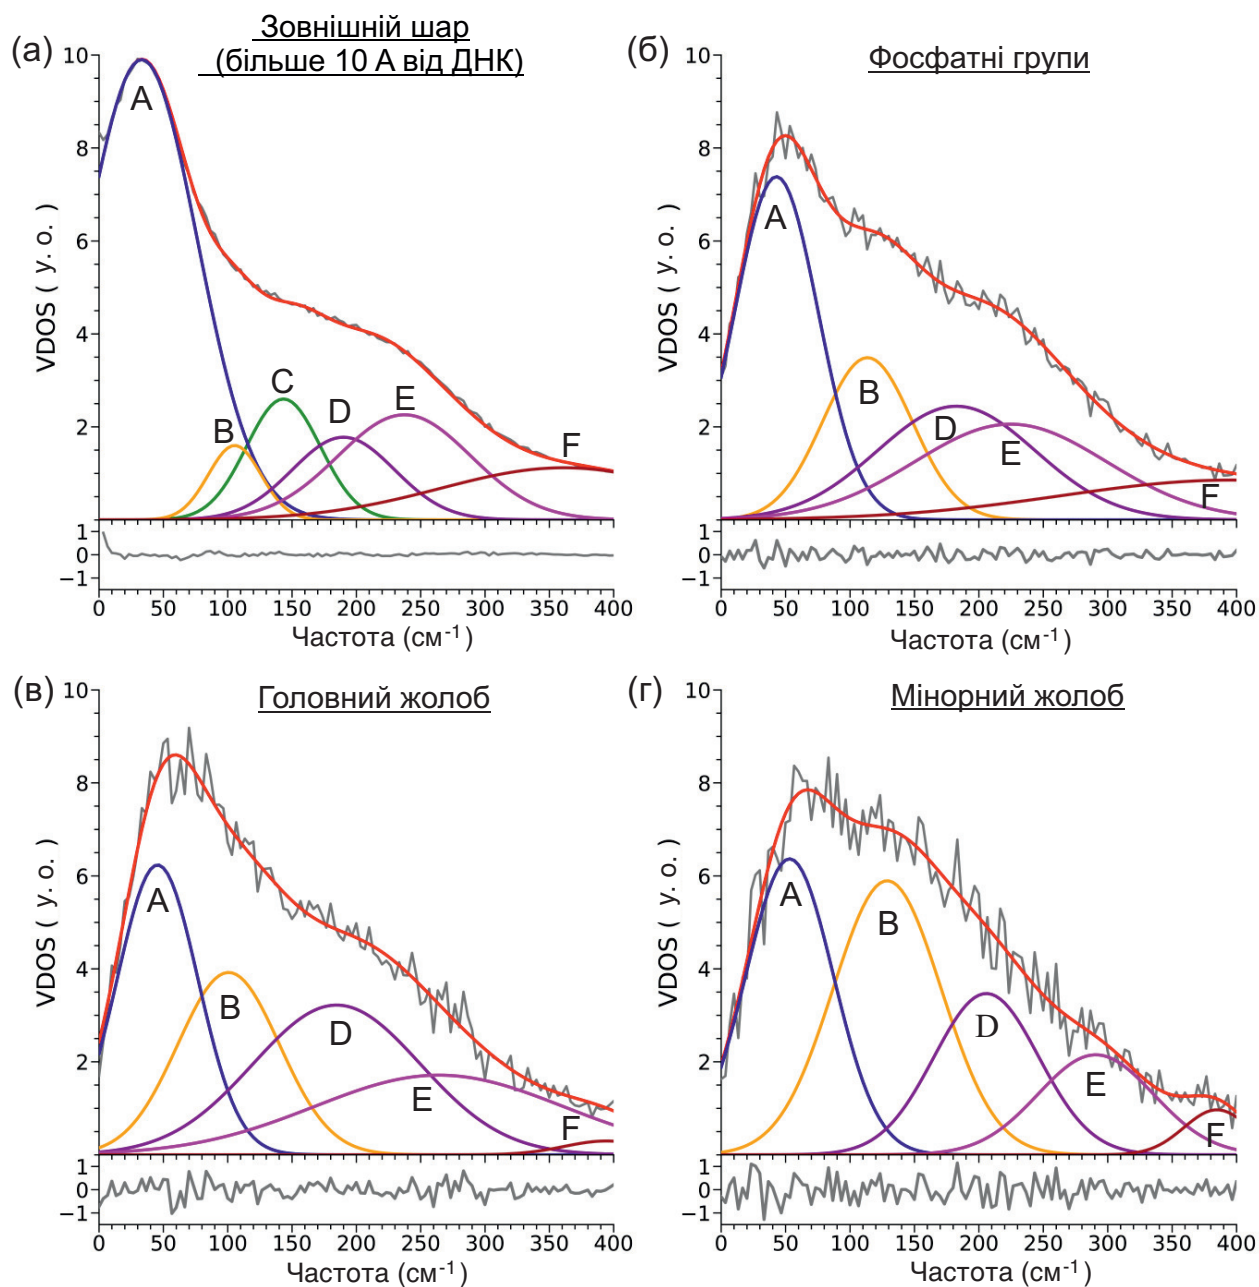 (а)
Зовнішній шар
(більше 10 А від ДНК)
10
8
6
4
2
VDOS ( у. о. )
A
B
C
D
E
F
1
0
−1
0 50 100 150 200 250 300 350 400
Частота (см-1)
(б)
Фосфатні групи
10
8
6
4
2
VDOS ( у. о. )
A
B
D
E
F
1
0
−1
0 50 100 150 200 250 300 350 400
Частота (см-1)
(в)
Головний жолоб
10
8
6
4
2
VDOS ( у. о. )
A
B
D
E
F
1
0
−1
0 50 100 150 200 250 300 350 400
Частота (см-1)
(г)
Мінорний жолоб
10
8
6
4
2
VDOS ( у. о. )
A
B
D
E
F
1
0
−1
0 50 100 150 200 250 300 350 400
Частота (см-1)